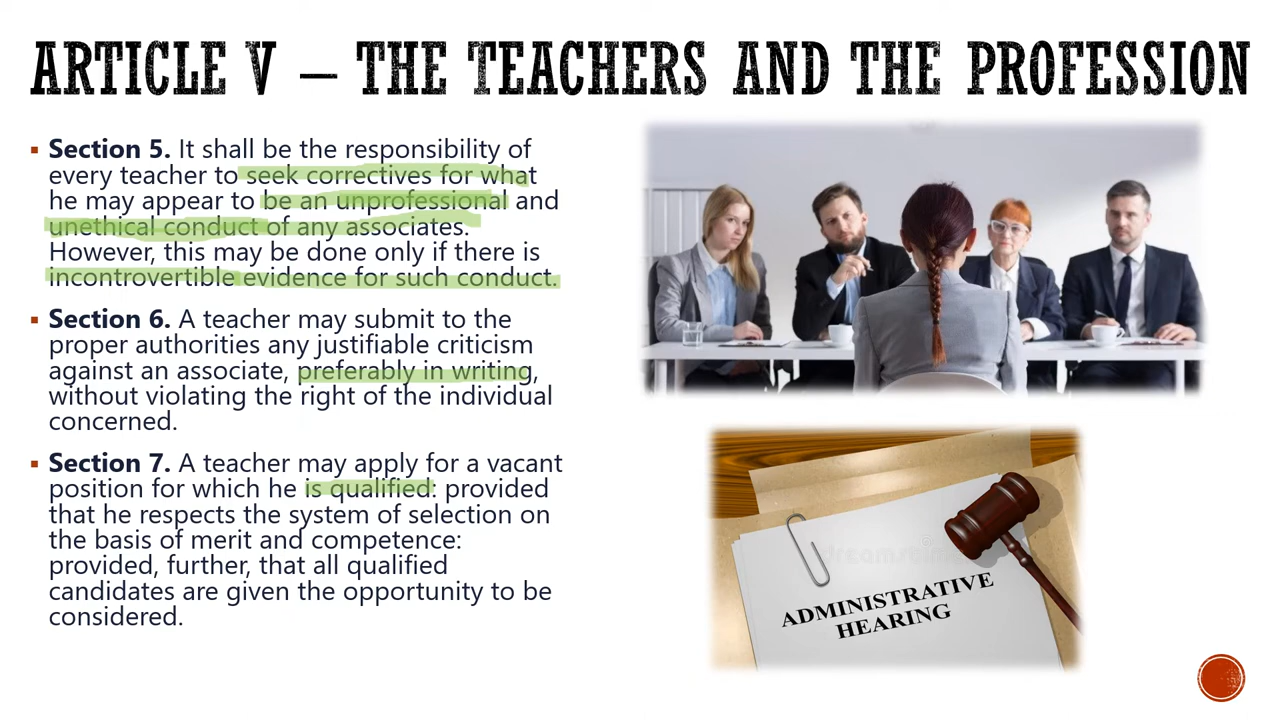 ARTICLE V – THE TEACHERS AND THE PROFESSION
▪ Section 5. It shall be the responsibility of
every teacher to seek correctives for what
he may appear to be an unprofessional and
unethical conduct of any associates.
However, this may be done only if there is
incontrovertible evidence for such conduct.
▪ Section 6. A teacher may submit to the
proper authorities any justifiable criticism
against an associate, preferably in writing,
without violating the right of the individual
concerned.
▪ Section 7. A teacher may apply for a vacant
position for which he is qualified: provided
that he respects the system of selection on
the basis of merit and competence:
provided, further, that all qualified
candidates are given the opportunity to be
considered.
dreamstime
ADMINISTRATIVE
HEARING